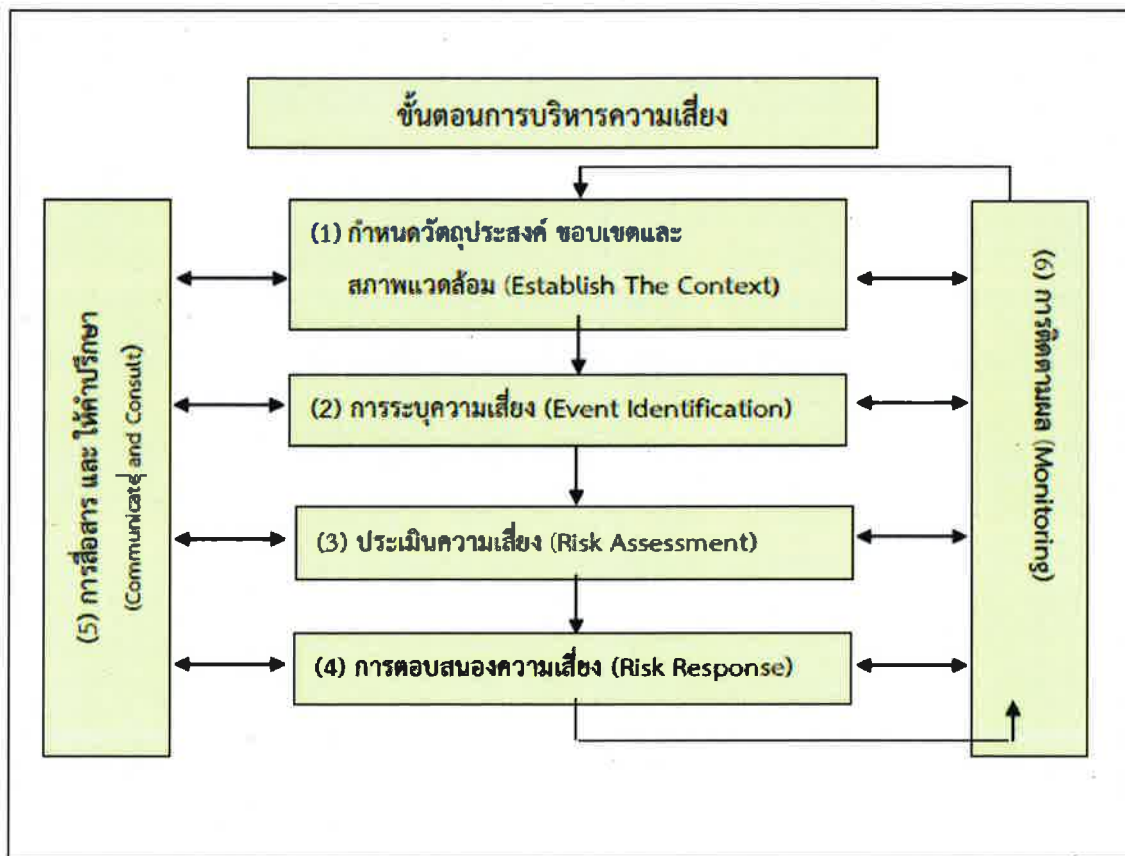 ขั้นตอนการบริหารความเสี่ยง
(1) กำหนดวัตถุประสงค์ ขอบเขตและ
สภาพแวดล้อม (Establish The Context)
(2) การระบุความเสี่ยง (Event Identification)
(3) ประเมินความเสี่ยง (Risk Assessment)
(4) การตอบสนองความเสี่ยง (Risk Response)
(5) การสื่อสาร และ ให้คำปรึกษา
(Communicate and Consult)
(6) การติดตามผล (Monitoring)